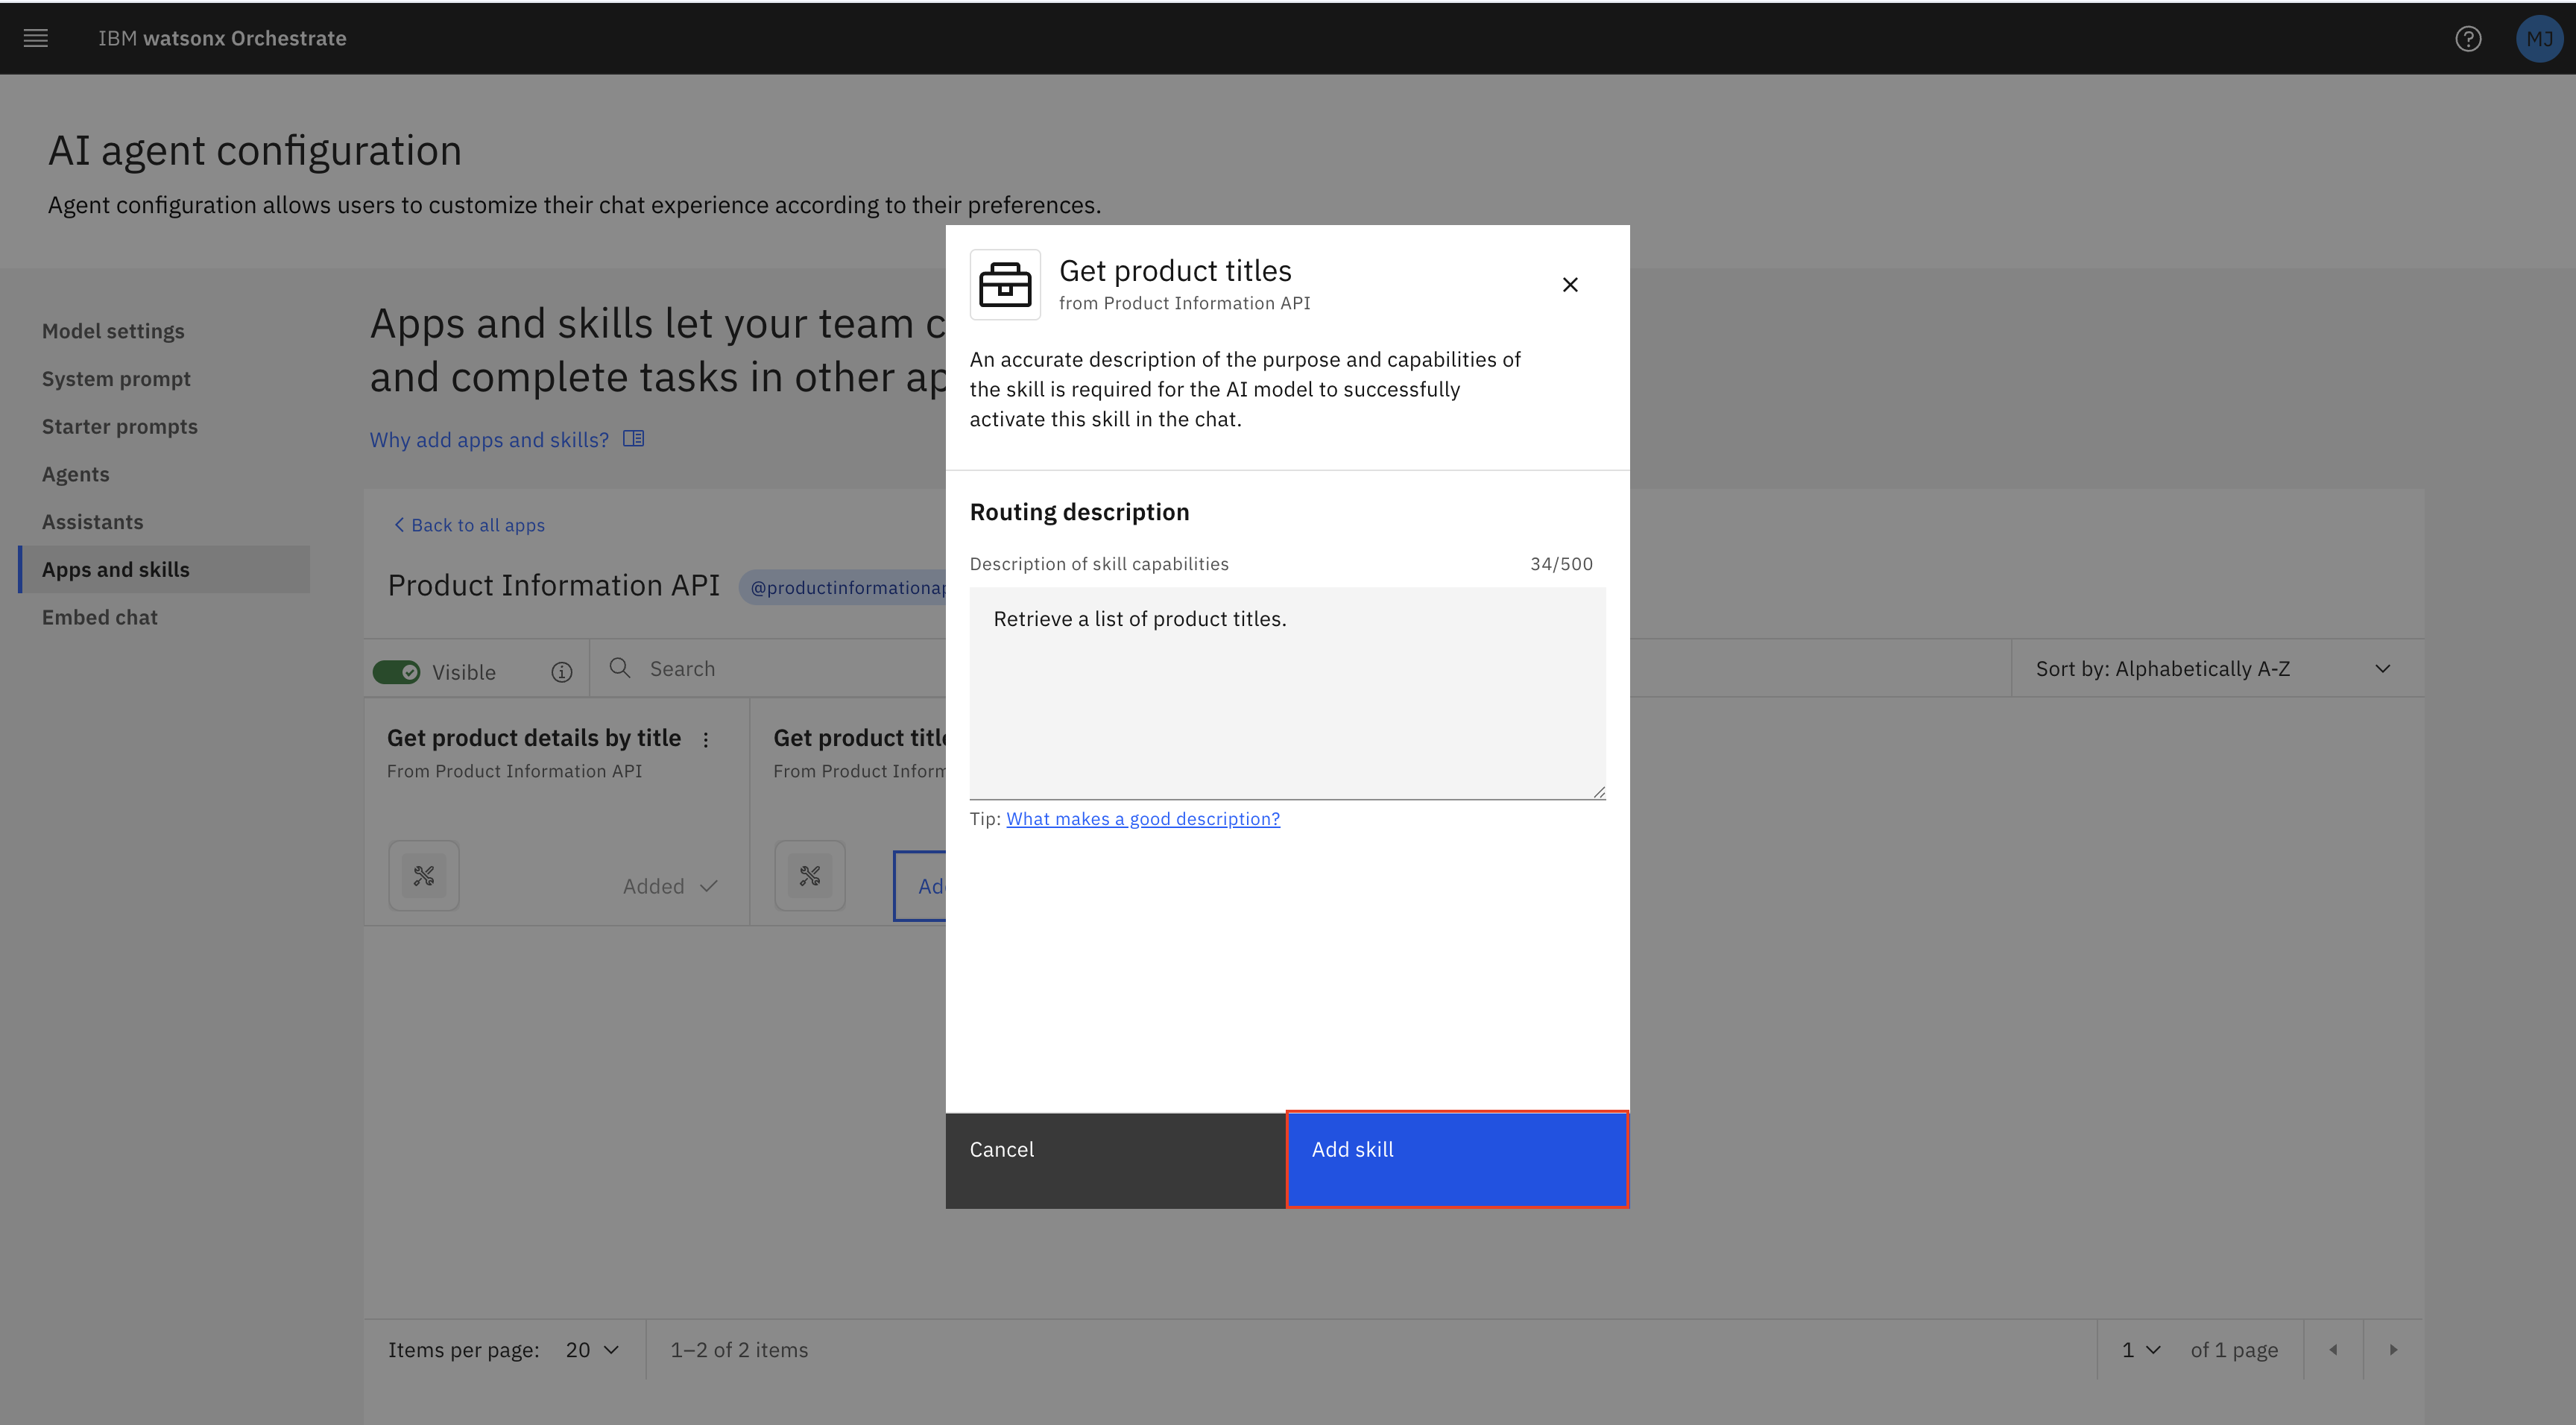 IBM watsonx Orchestrate
MJ
AI agent configuration
Agent configuration allows users to customize their chat experience according to their preferences.
Model settings
System prompt
Starter prompts
Agents
Assistants
Apps and skills
Embed chat
Apps and skills let your team c
and complete tasks in other ap
Why add apps and skills?
Back to all apps
Product Information API
@productinformationap
Visible
Search
Sort by: Alphabetically A-Z
Get product details by title
From Product Information API
Added
Get product title
From Product Inform
Add
Items per page: 20
1–2 of 2 items
1 of 1 page
Get product titles
from Product Information API
An accurate description of the purpose and capabilities of
the skill is required for the AI model to successfully
activate this skill in the chat.
Routing description
Description of skill capabilities 34/500
Retrieve a list of product titles.
Tip: What makes a good description?
Cancel
Add skill